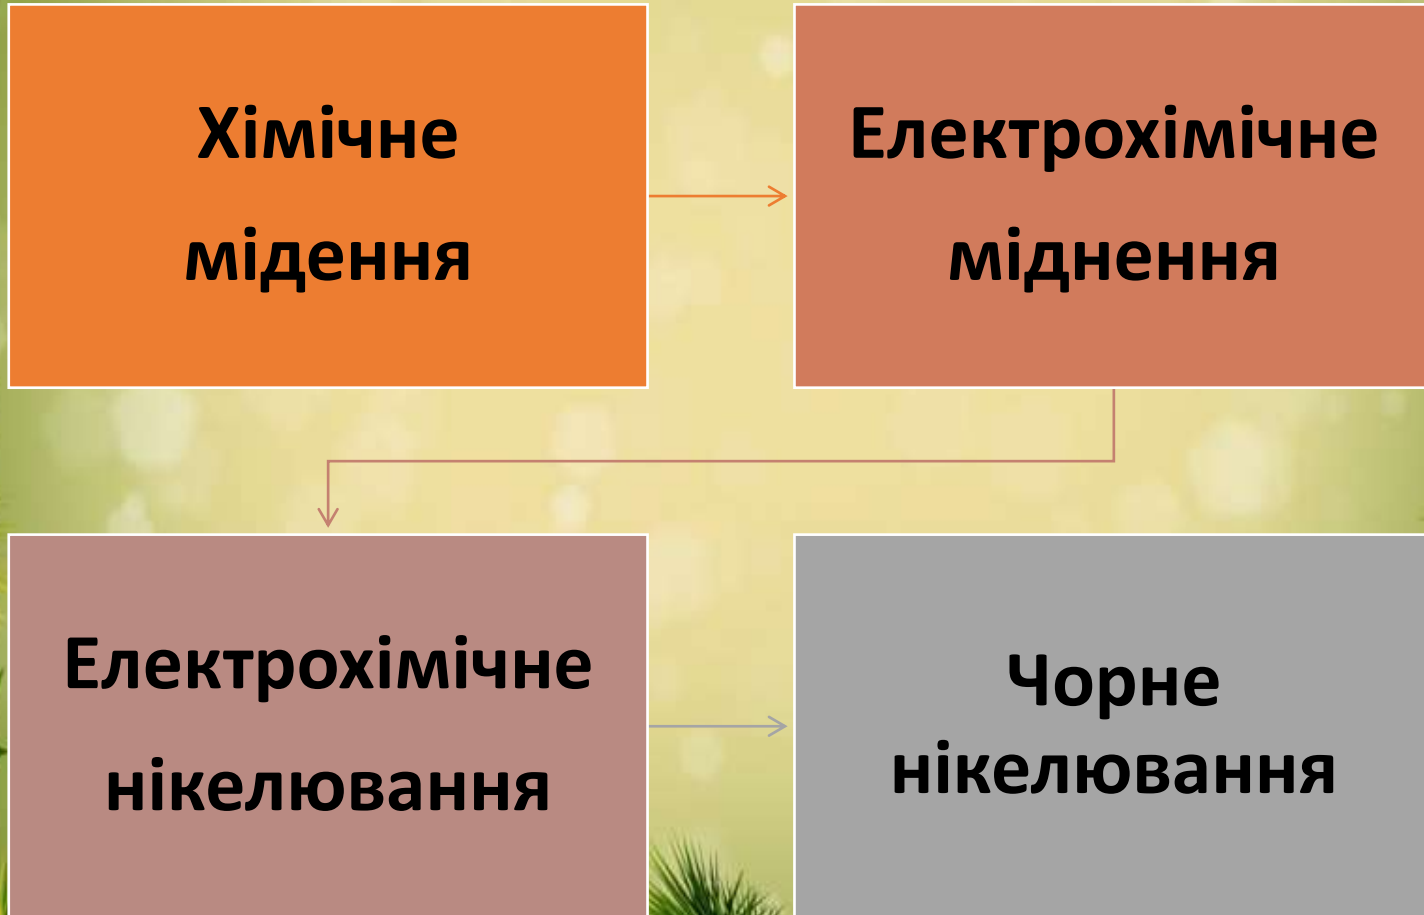 Хімічне
мідення
Електрохімічне
міднення
Електрохімічне
нікелювання
Чорне
нікелювання